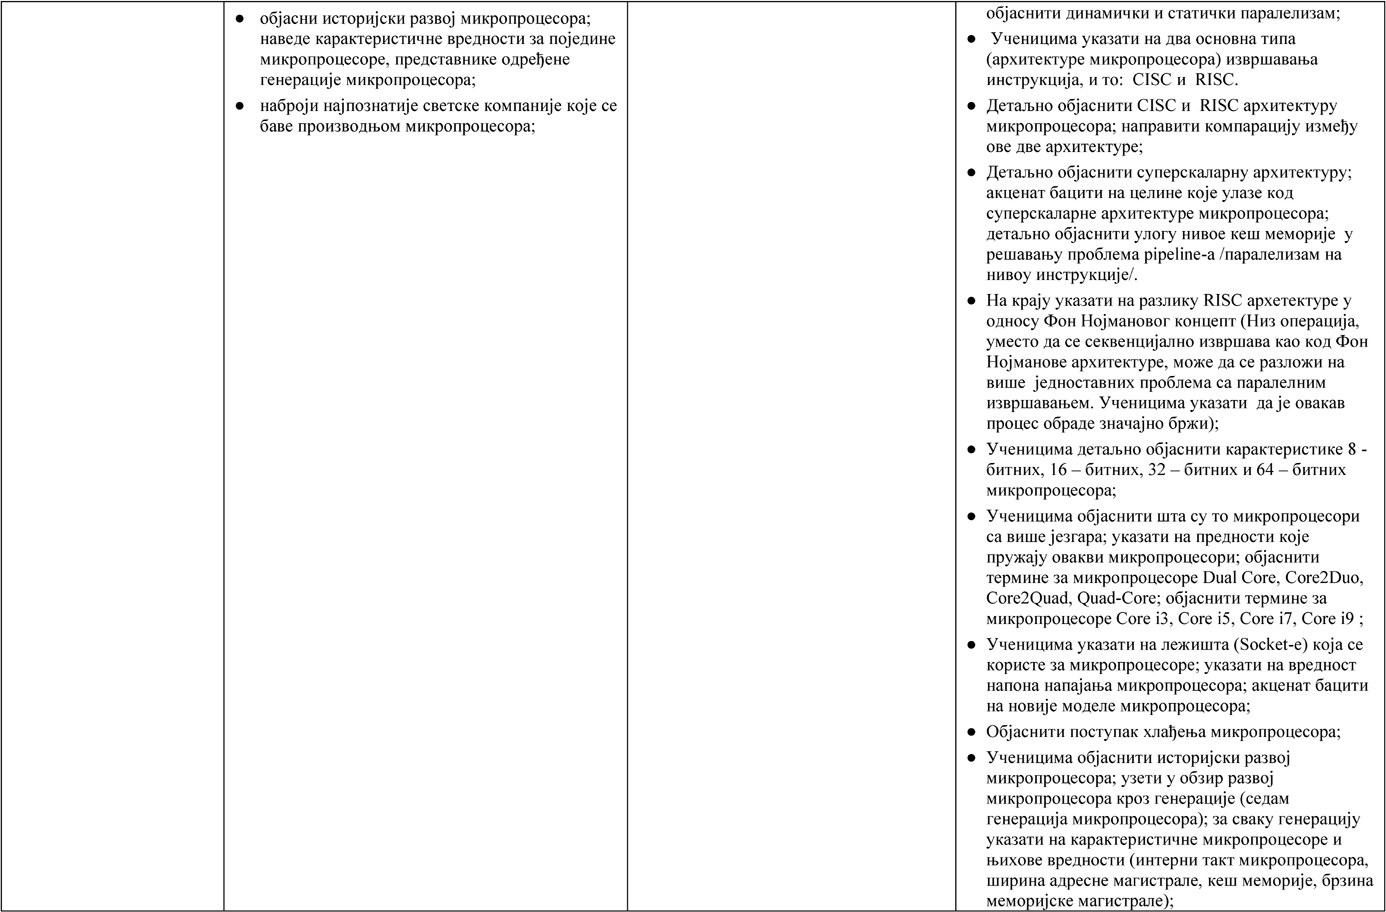 ● објасни историјски развој микропроцесора;
наведе карактеристичне вредности за поједине
микропроцесоре, представнике одређене
генерације микропроцесора;
● наброји најпознатије светске компаније које се
баве производњом микропроцесора;
објаснити динамички и статички паралелизам;
● Ученицима указати на два основна типа
(архитектуре микропроцесора) извршавања
инструкција, и то: CISC и RISC.
● Детаљно објаснити CISC и RISC архитектуру
микропроцесора; направити компарацију између
ове две архитектуре;
● Детаљно објаснити суперскаларну архитектуру;
акценат бацити на целине које улазе код
суперскаларне архитектуре микропроцесора;
детаљно објаснити улогу нивое кеш меморије у
решавању проблема pipeline-a /паралелизам на
нивоу инструкције/.
● На крају указати на разлику RISC архетектуре у
односу Фон Нојмановог концепт (Низ операција,
уместо да се секвенцијално извршава као код Фон
Нојманове архитектуре, може да се разложи на
више једноставних проблема са паралелним
извршавањем. Ученицима указати да је овакав
процес обраде значајно бржи);
● Ученицима детаљно објаснити карактеристике 8 -
битних, 16 – битних, 32 – битних и 64 – битних
микропроцесора;
● Ученицима објаснити шта су то микропроцесори
са више језгара; указати на предности које
пружају овакви микропроцесори; објаснити
термине за микропроцесоре Dual Core, Core2Duo,
Core2Quad, Quad-Core; објаснити термине за
микропроцесоре Core i3, Core i5, Core i7, Core i9 ;
● Ученицима указати на лежишта (Socket-e) која се
користе за микропроцесоре; указати на вредност
напона напајања микропроцесора; акценат бацити
на новије моделе микропроцесора;
● Објаснити поступак хлађења микропроцесора;
● Ученицима објаснити историјски развој
микропроцесора; узети у обзир развој
микропроцесора кроз генерације (седам
генерација микропроцесора); за сваку генерацију
указати на карактеристичне микропроцесоре и
њихове вредности (интерни такт микропроцесора,
ширина адресне магистрале, кеш меморије, брзина
меморијске магистрале);